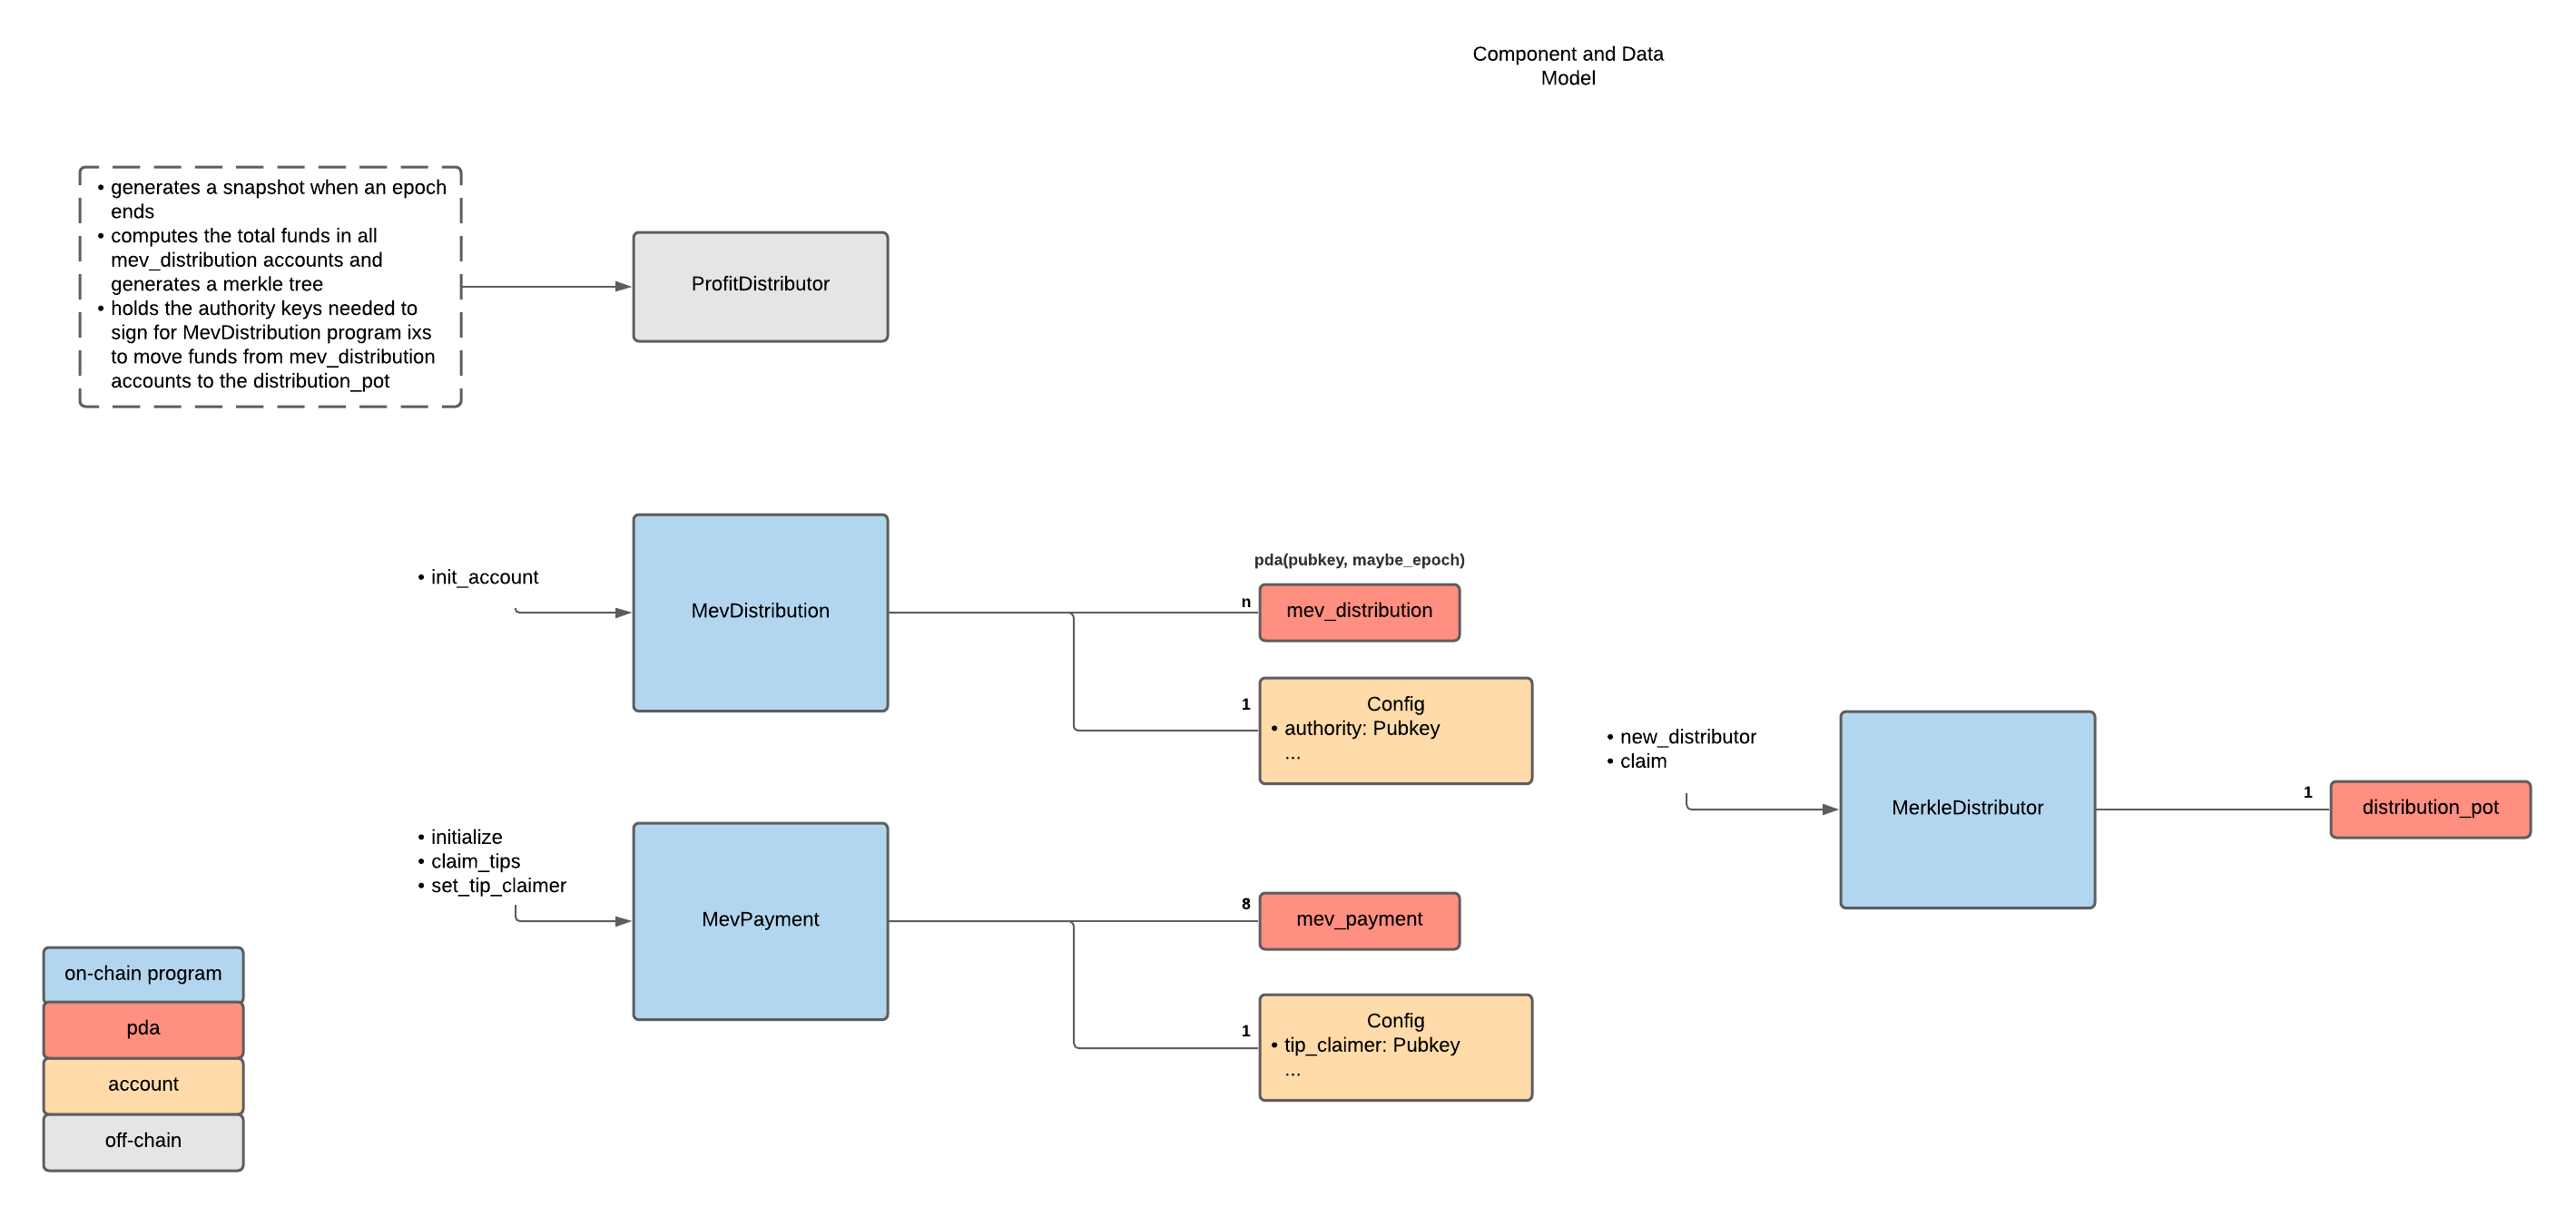 Component and Data
Model
• generates a snapshot when an epoch
ends
• computes the total funds in all
mev_distribution accounts and
generates a merkle tree
• holds the authority keys needed to
sign for MevDistribution program ixs
to move funds from mev_distribution
accounts to the distribution_pot
ProfitDistributor
• init_account
MevDistribution
pda(pubkey, maybe_epoch)
n
mev_distribution
1
Config
• authority: Pubkey
...
• new_distributor
• claim
MerkleDistributor
1
distribution_pot
• initialize
• claim_tips
• set_tip_claimer
MevPayment
8
mev_payment
1
Config
• tip_claimer: Pubkey
...
on-chain program
pda
account
off-chain